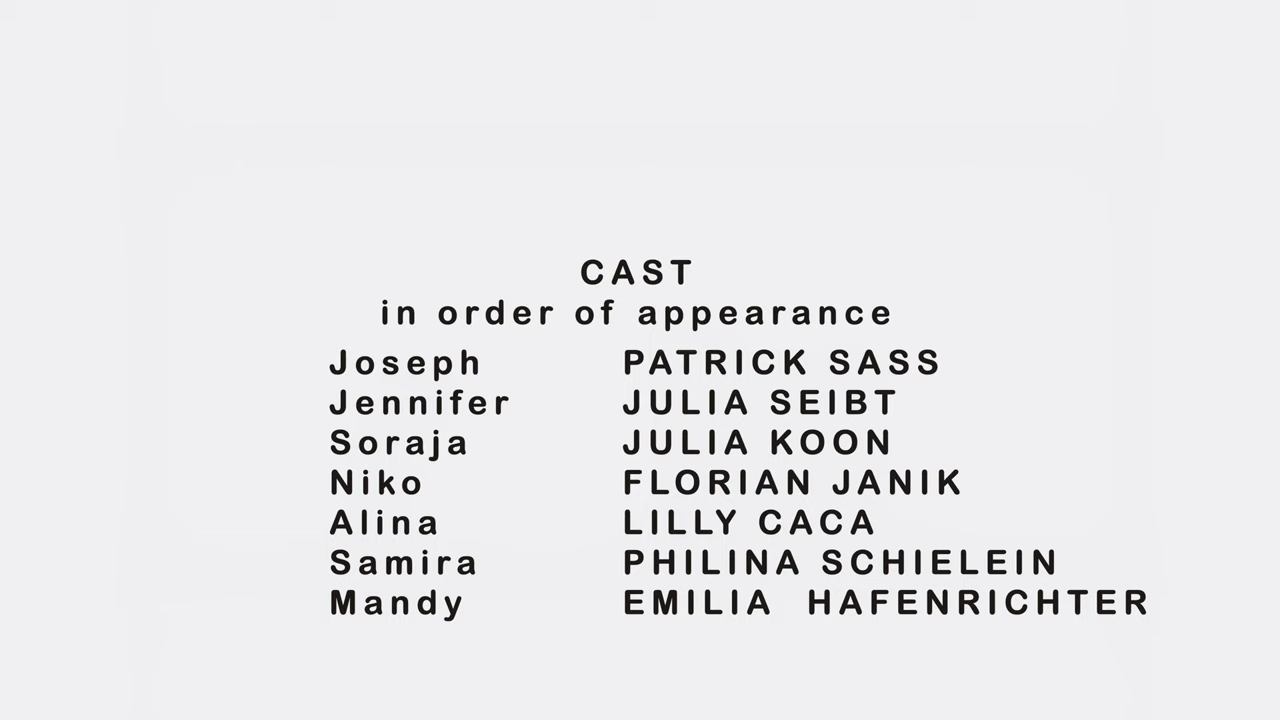 CAST
in order of appearance
Joseph PATRICK SASS
Jennifer JULIA SEIBT
Soraja JULIA KOON
Niko FLORIAN JANIK
Alina LILLY CACA
Samira PHILINA SCHIELEIN
Mandy EMILIA HAFENRICHTER